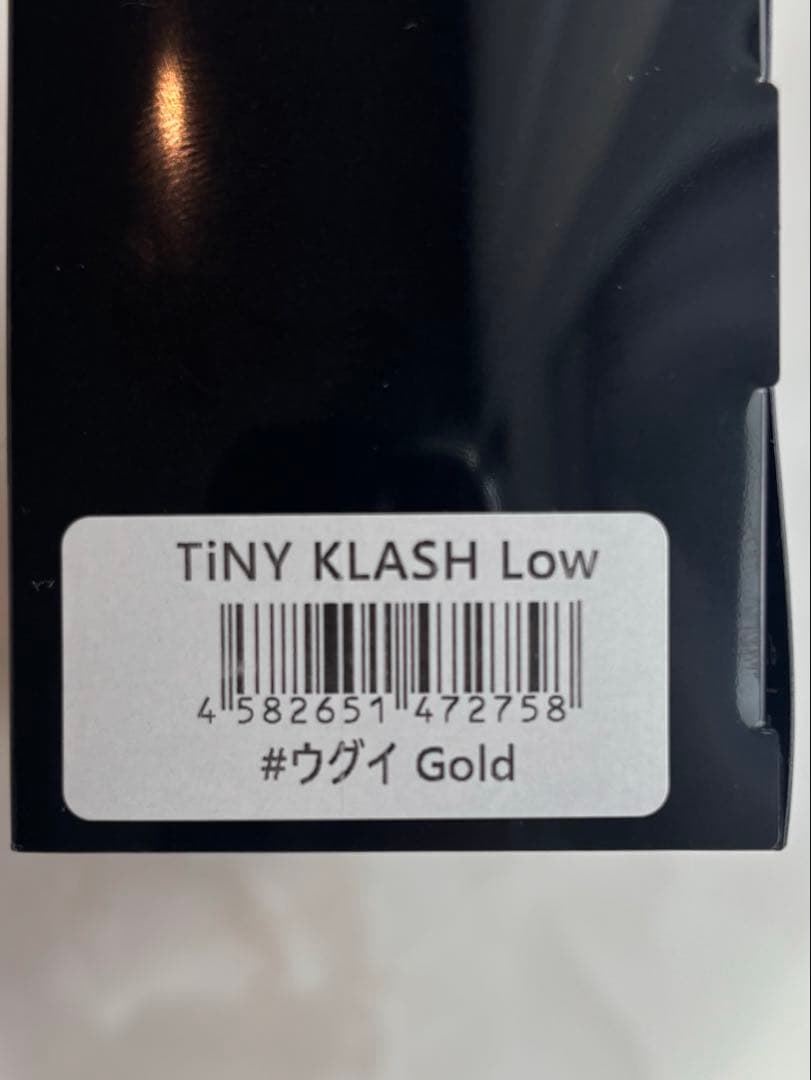 TiNY KLASH Low
4 582651 472758
#ウグイ Gold